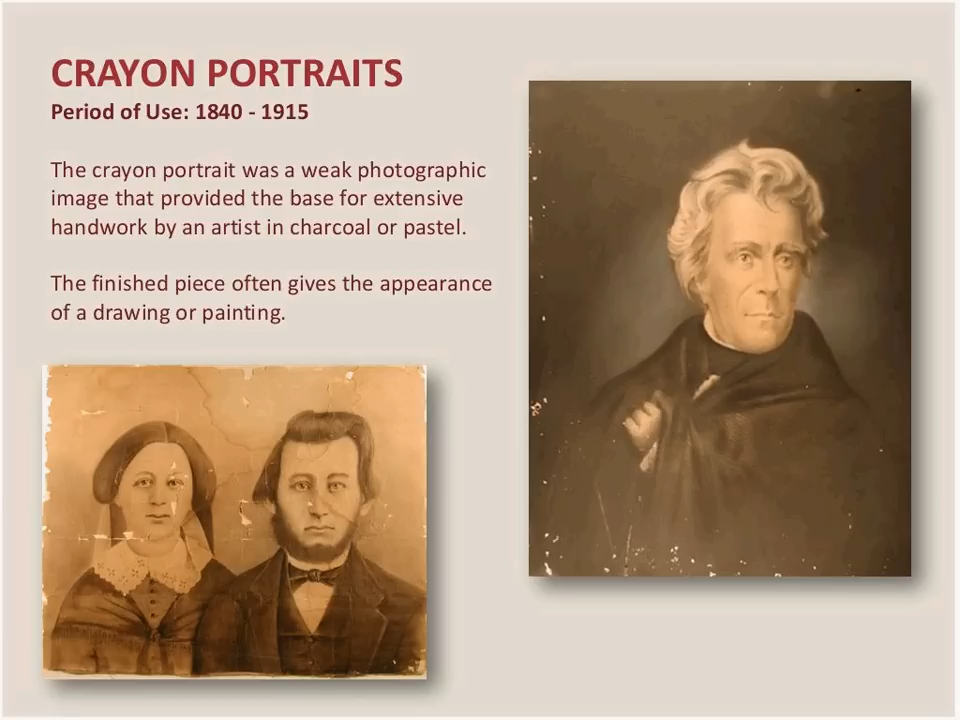 CRAYON PORTRAITS
Period of Use: 1840 - 1915
The crayon portrait was a weak photographic
image that provided the base for extensive
handwork by an artist in charcoal or pastel.
The finished piece often gives the appearance
of a drawing or painting.